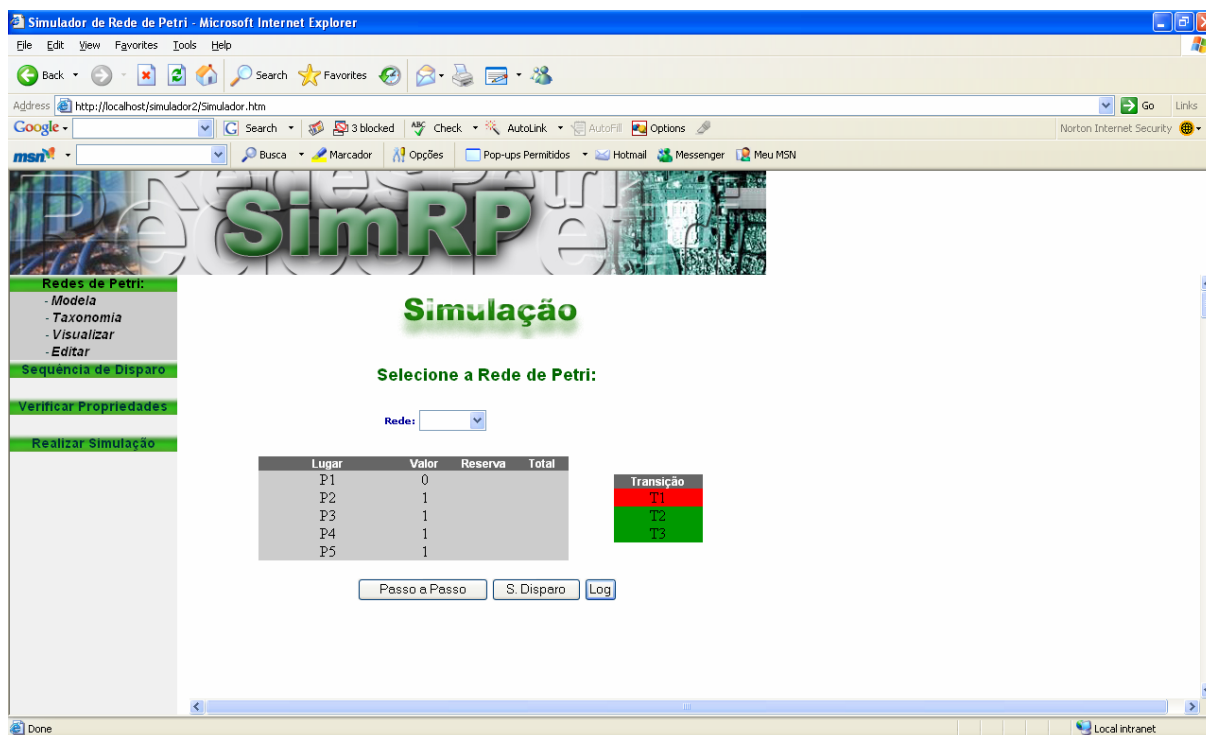 Simulador de Rede de Petri - Microsoft Internet Explorer
File Edit View Favorites Tools Help
Back Search Favorites
Address http://localhost/simulador2/Simulador.htm Go Links
Google Search 3 blocked ABC Check AutoLink AutoFill Options Norton Internet Security
msn Busca Marcador Opções Pop-ups Permitidos Hotmail Messenger Meu MSN
SimRP
Redes de Petri:
- Modela
- Taxonomia
- Visualizar
- Editar
Sequência de Disparo
Verificar Propriedades
Realizar Simulação
Simulação
Selecione a Rede de Petri:
Rede:
Lugar Valor Reserva Total
P1 0
P2 1
P3 1
P4 1
P5 1
Transição
T1
T2
T3
Passo a Passo S. Disparo Log
Done Local intranet